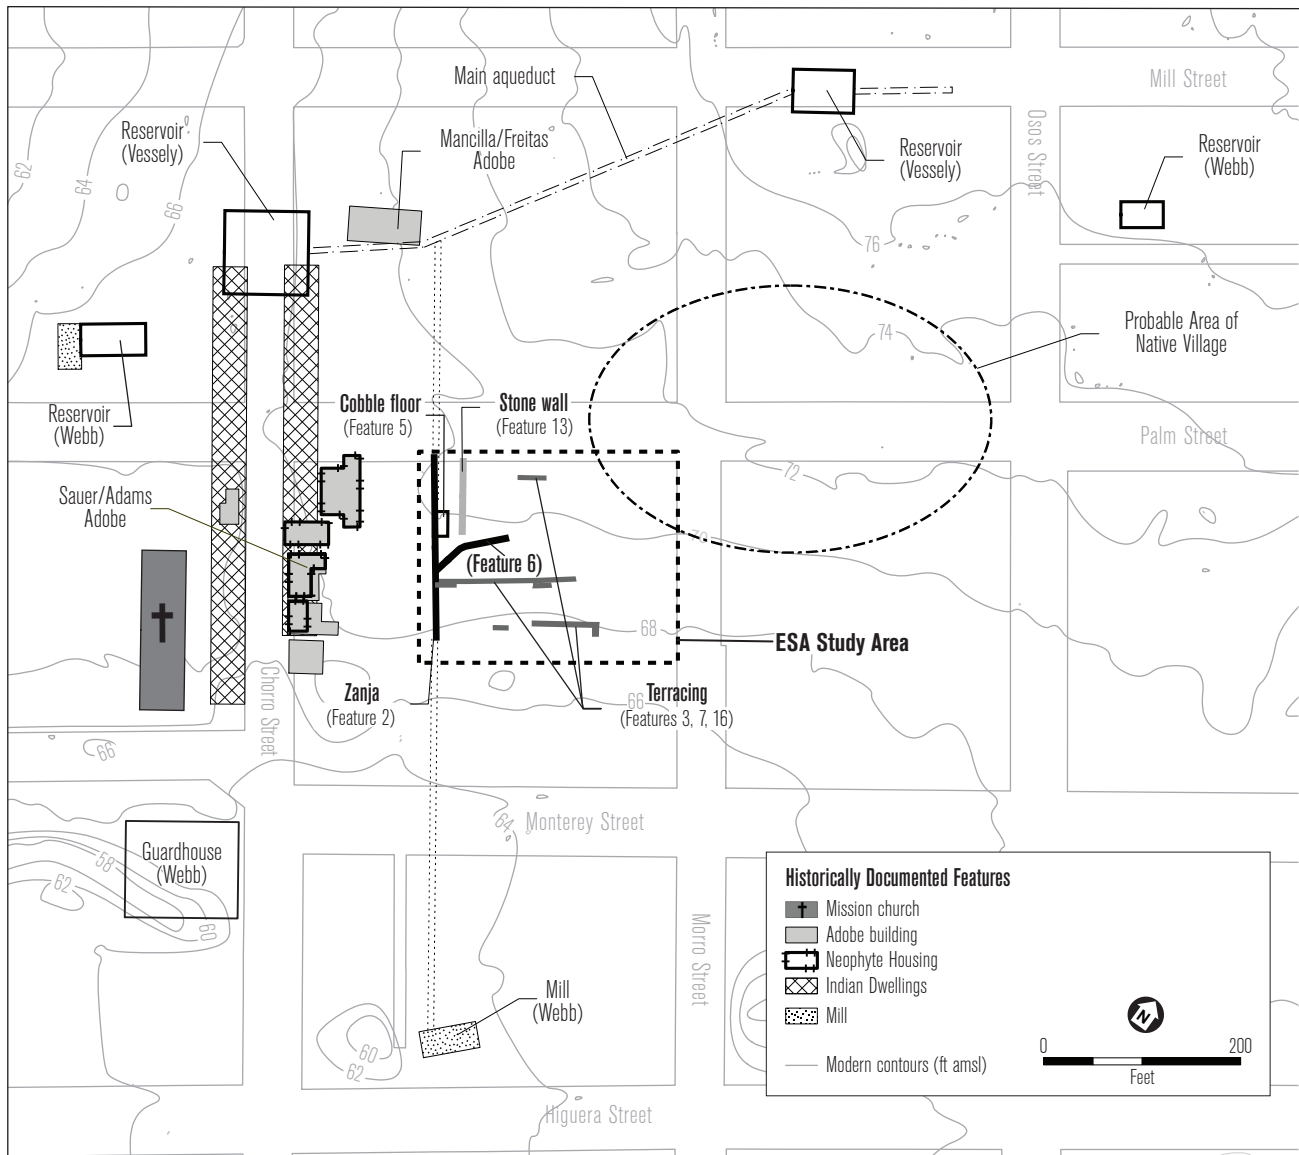 Main aqueduct
Mill Street
Reservoir
(Vessely)
Mancilla/Freitas
Adobe
Osos Street
Reservoir
(Vessely)
Reservoir
(Webb)
62
64
66
76
74
Probable Area of
Native Village
Cobble floor
(Feature 5)
Stone wall
(Feature 13)
Reservoir
(Webb)
Palm Street
72
Sauer/Adams
Adobe
70
(Feature 6)
68
ESA Study Area
Chorro Street
Zanja
(Feature 2)
66
Terracing
(Features 3, 7, 16)
66
64
Monterey Street
Guardhouse
(Webb)
58
62
60
Morro Street
Mill
(Webb)
60
62
Higuera Street
Historically Documented Features
Mission church
Adobe building
Neophyte Housing
Indian Dwellings
Mill
Modern contours (ft amsl)
N
0 200
Feet